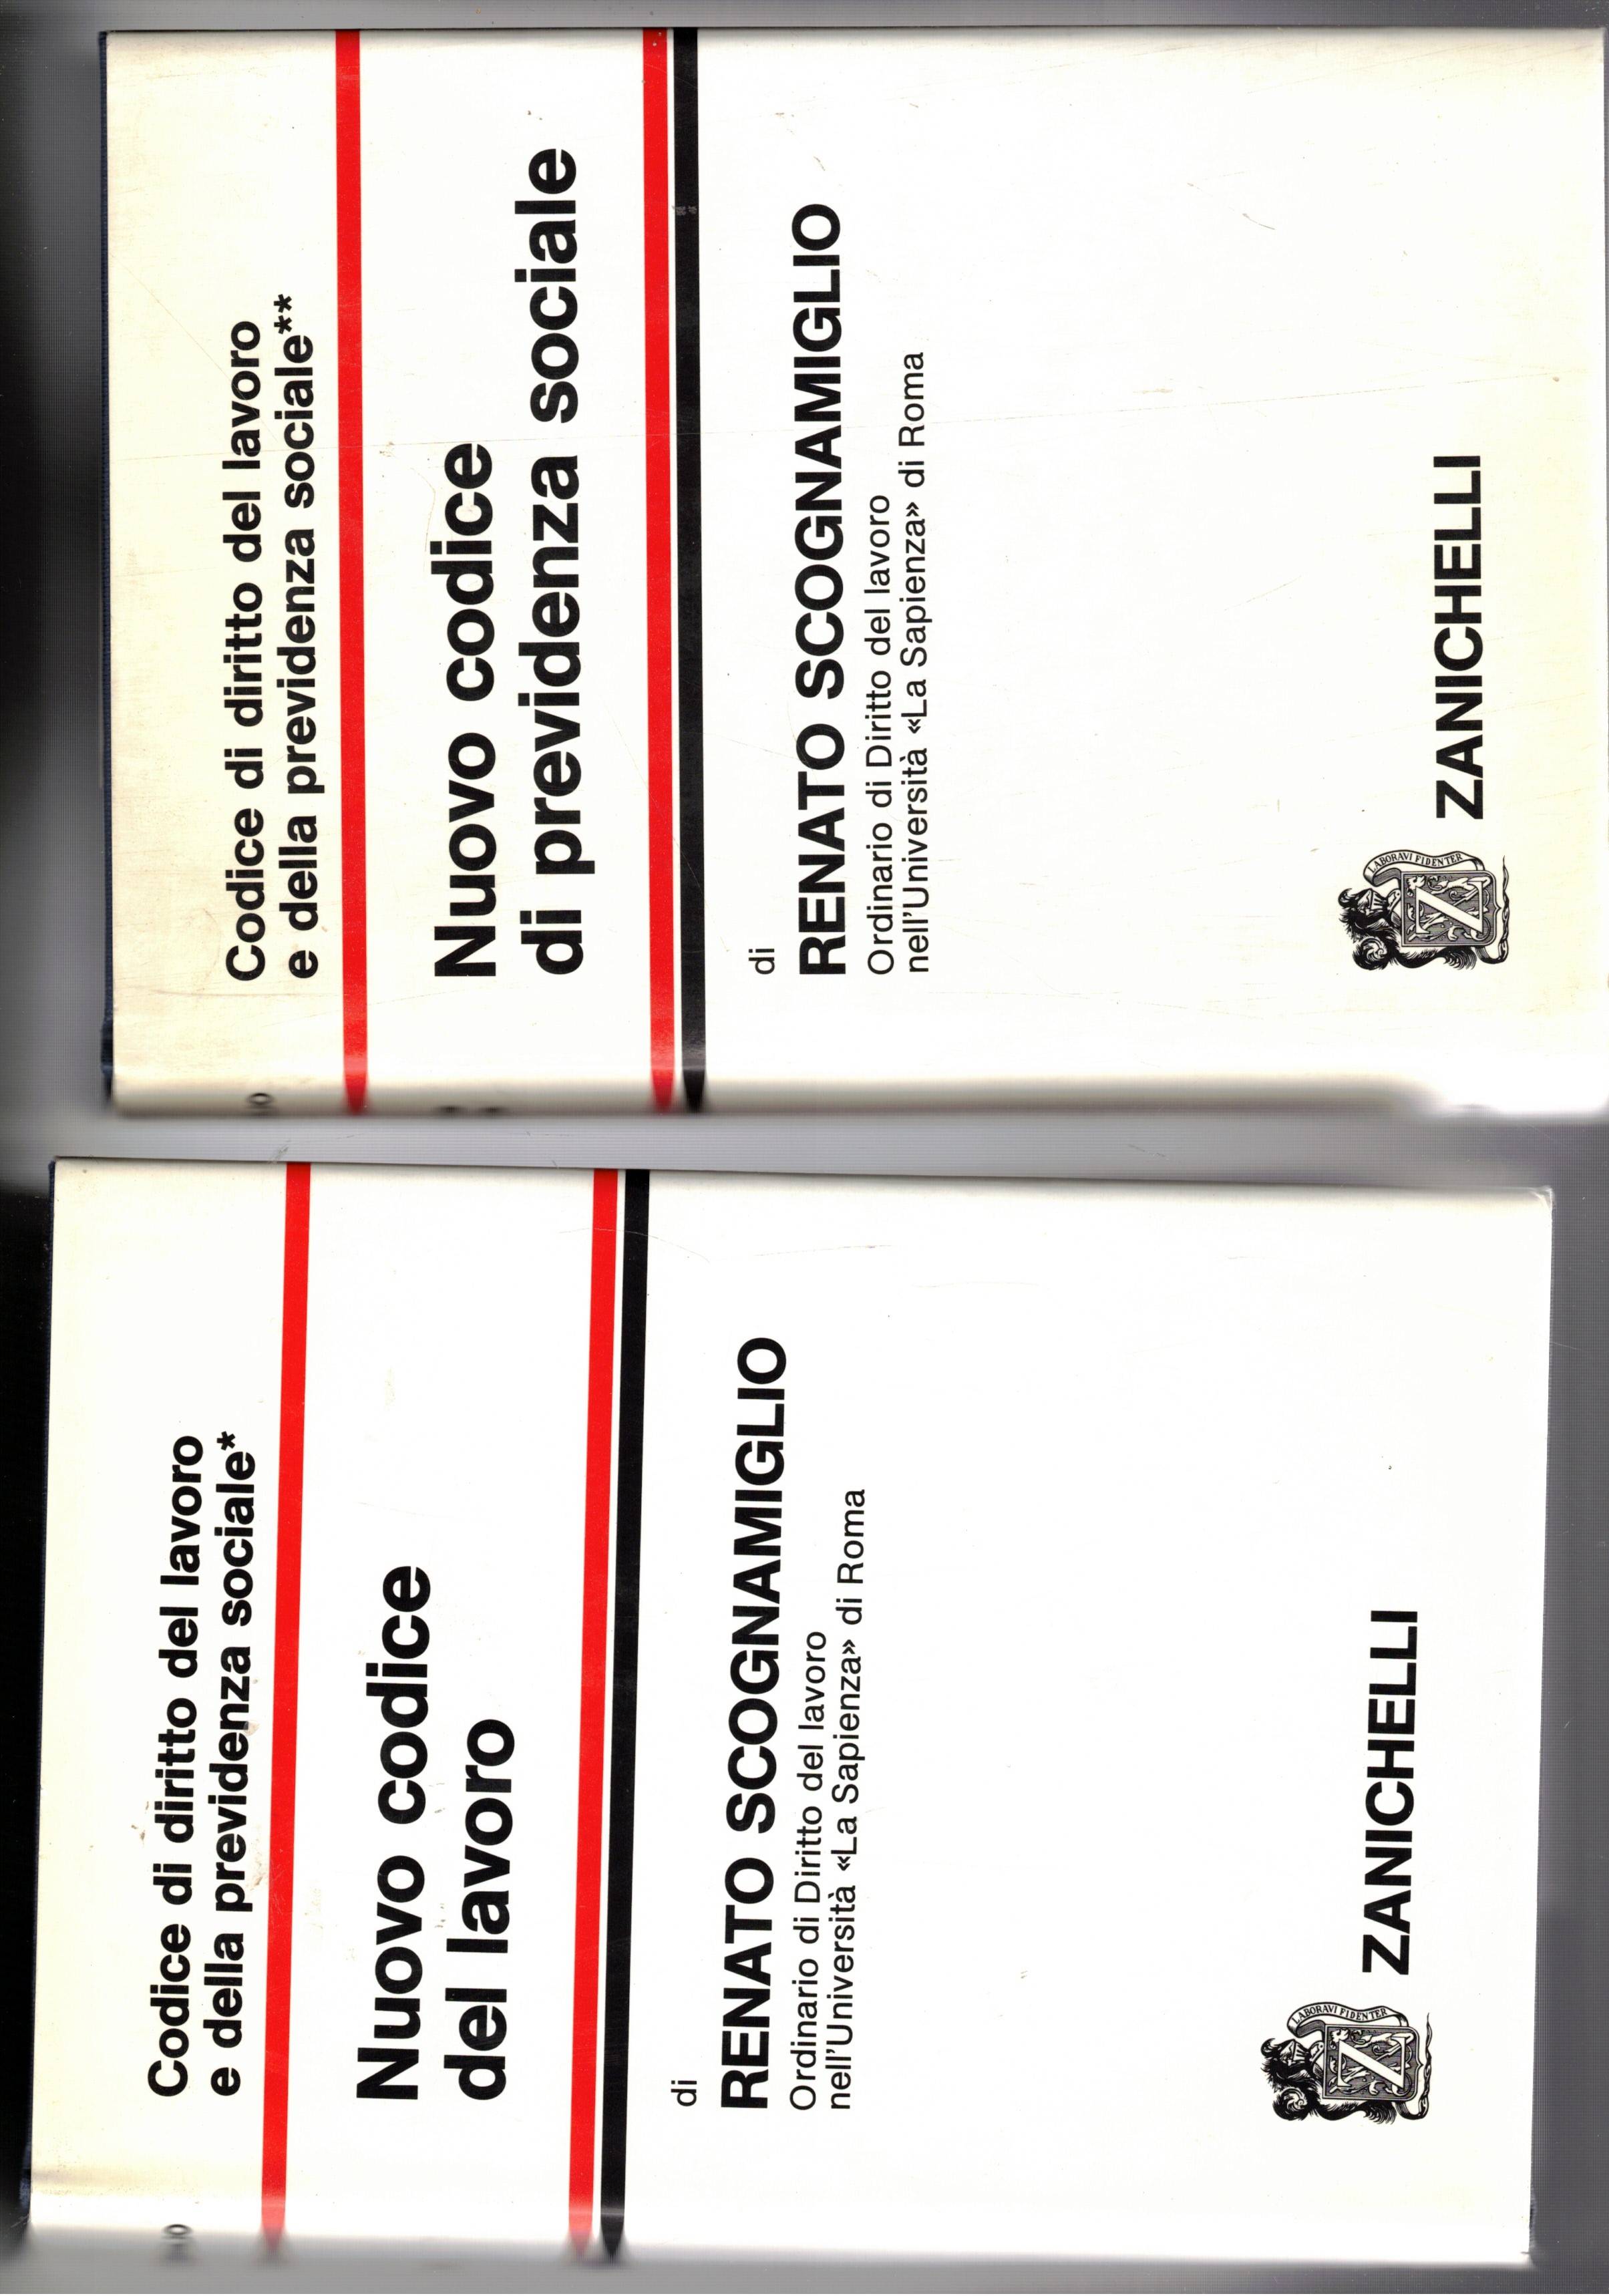 Codice di diritto del lavoro
e della previdenza sociale*
Nuovo codice
del lavoro
di
RENATO SCOGNAMIGLIO
Ordinario di Diritto del lavoro
nell'Università «La Sapienza» di Roma
LABORAVI FIDENTER
Z
ZANICHELLI
Codice di diritto del lavoro
e della previdenza sociale**
Nuovo codice
di previdenza sociale
di
RENATO SCOGNAMIGLIO
Ordinario di Diritto del lavoro
nell'Università «La Sapienza» di Roma
LABORAVI FIDENTER
Z
ZANICHELLI